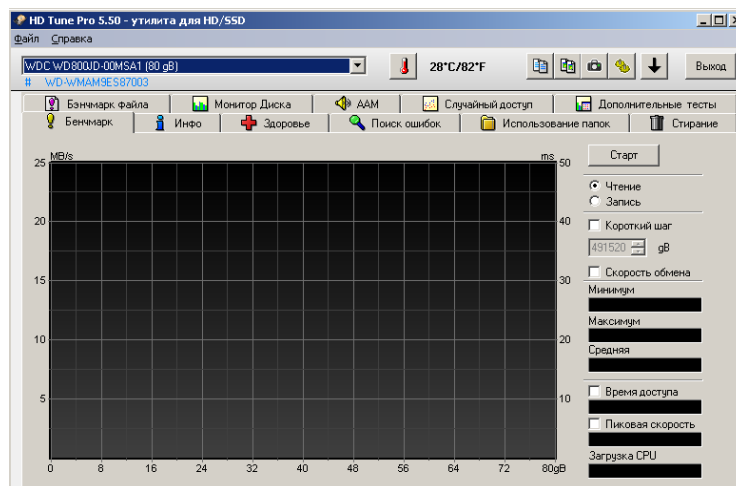 HD Tune Pro 5.50 - утилита для HD/SSD
Файл Справка
WDC WD800JD-00MSA1 (80 gB)
28°C/82°F
Выход
# WD-WMAM9ES87003
Бэнчмарк файла Монитор Диска AAM Случайный доступ Дополнительные тесты
Бенчмарк Инфо Здоровье Поиск ошибок Использование папок Стирание
MB/s
ms
25
20
15
10
5
50
40
30
20
10
0 8 16 24 32 40 48 56 64 72 80gB
Старт
Чтение
Запись
Короткий шаг
491520 gB
Скорость обмена
Минимум
Максимум
Средняя
Время доступа
Пиковая скорость
Загрузка CPU